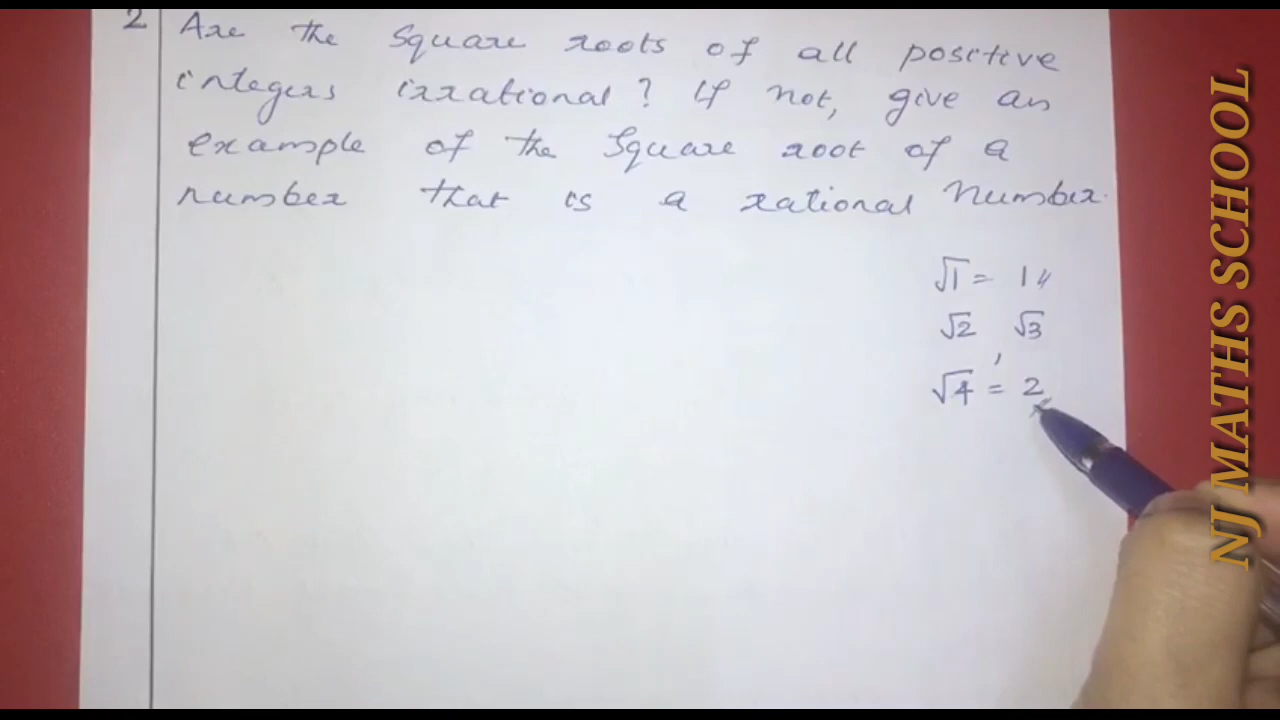 2 Are the Square roots of all positive
integers irrational? If not, give an
example of the Square root of a
number that is a rational Number.
√1 = 1 〃
√2 , √3
√4 = 2
NJ MATHS SCHOOL